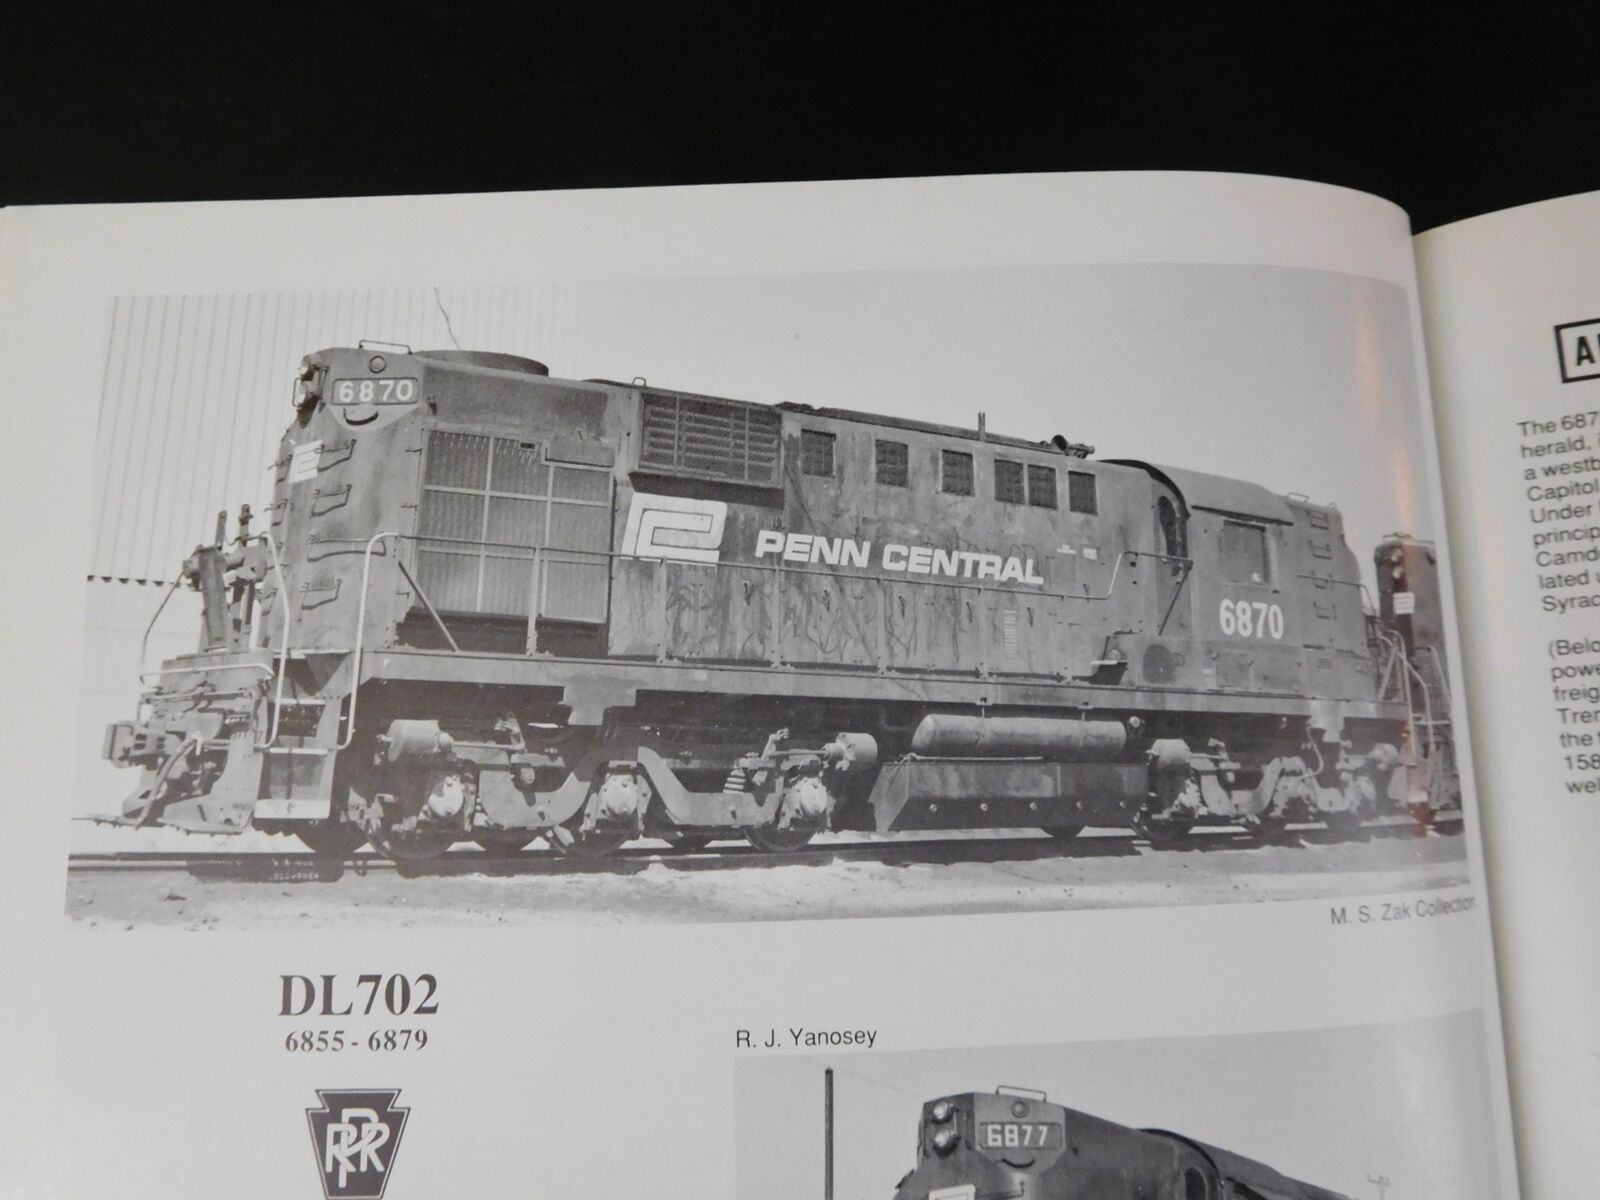 6870
PENN CENTRAL
6870
M. S. Zak Collection
DL702
6855 - 6879
PRR
R. J. Yanosey
6877
The 687
herald,
a westb
Capitol
Under
princip
Camde
lated
Syrac
(Belo
powe
freig
Tren
the
158
wel